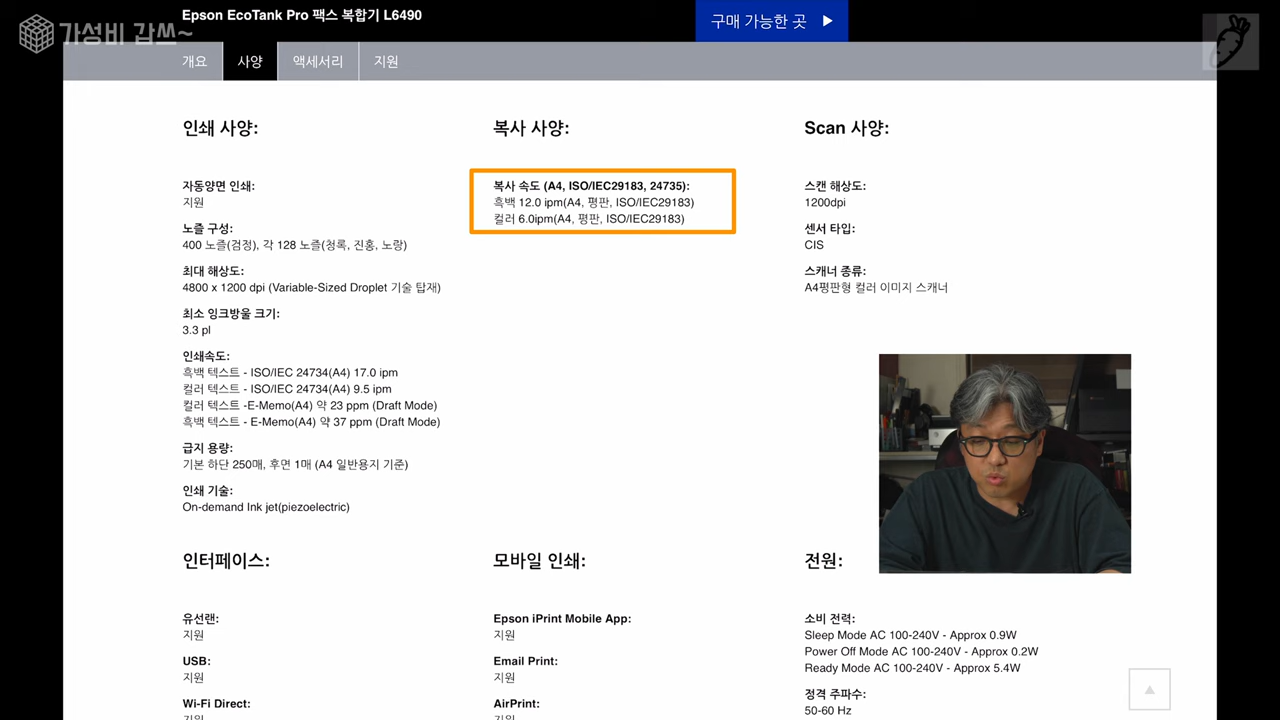 Epson EcoTank Pro 팩스 복합기 L6490
구매 가능한 곳 ▶
가성비 갑쓰~
개요 사양 액세서리 지원
인쇄 사양:
자동양면 인쇄:
지원
노즐 구성:
400 노즐(검정), 각 128 노즐(청록, 진홍, 노랑)
최대 해상도:
4800 x 1200 dpi (Variable-Sized Droplet 기술 탑재)
최소 잉크방울 크기:
3.3 pl
인쇄속도:
흑백 텍스트 - ISO/IEC 24734(A4) 17.0 ipm
컬러 텍스트 - ISO/IEC 24734(A4) 9.5 ipm
컬러 텍스트 -E-Memo(A4) 약 23 ppm (Draft Mode)
흑백 텍스트 - E-Memo(A4) 약 37 ppm (Draft Mode)
급지 용량:
기본 하단 250매, 후면 1매 (A4 일반용지 기준)
인쇄 기술:
On-demand Ink jet(piezoelectric)
복사 사양:
복사 속도 (A4, ISO/IEC29183, 24735):
흑백 12.0 ipm(A4, 평판, ISO/IEC29183)
컬러 6.0ipm(A4, 평판, ISO/IEC29183)
Scan 사양:
스캔 해상도:
1200dpi
센서 타입:
CIS
스캐너 종류:
A4평판형 컬러 이미지 스캐너
인터페이스:
유선랜:
지원
USB:
지원
Wi-Fi Direct:
지원
모바일 인쇄:
Epson iPrint Mobile App:
지원
Email Print:
지원
AirPrint:
지원
전원:
소비 전력:
Sleep Mode AC 100-240V - Approx 0.9W
Power Off Mode AC 100-240V - Approx 0.2W
Ready Mode AC 100-240V - Approx 5.4W
정격 주파수:
50-60 Hz